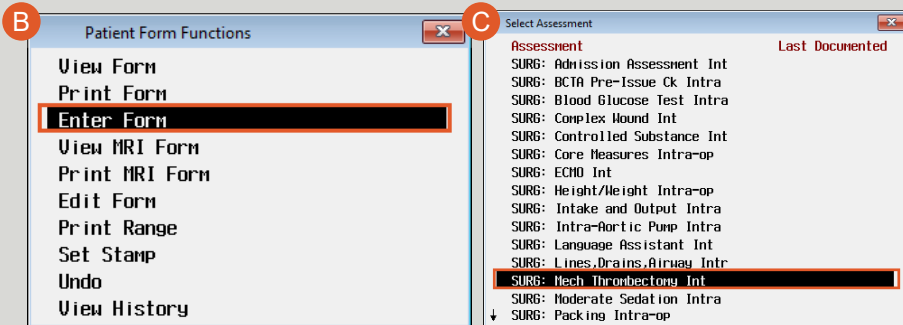 B
Patient Form Functions
View Form
Print Form
Enter Form
View MRI Form
Print MRI Form
Edit Form
Print Range
Set Stamp
Undo
View History
C
Select Assessment
Assessment Last Documented
SURG: Admission Assessment Int
SURG: BCTA Pre-Issue Ck Intra
SURG: Blood Glucose Test Intra
SURG: Complex Wound Int
SURG: Controlled Substance Int
SURG: Core Measures Intra-op
SURG: ECMO Int
SURG: Height/Weight Intra-op
SURG: Intake and Output Intra
SURG: Intra-Aortic Pump Intra
SURG: Language Assistant Int
SURG: Lines,Drains,Airway Intr
SURG: Mech Thrombectomy Int
SURG: Moderate Sedation Intra
SURG: Packing Intra-op